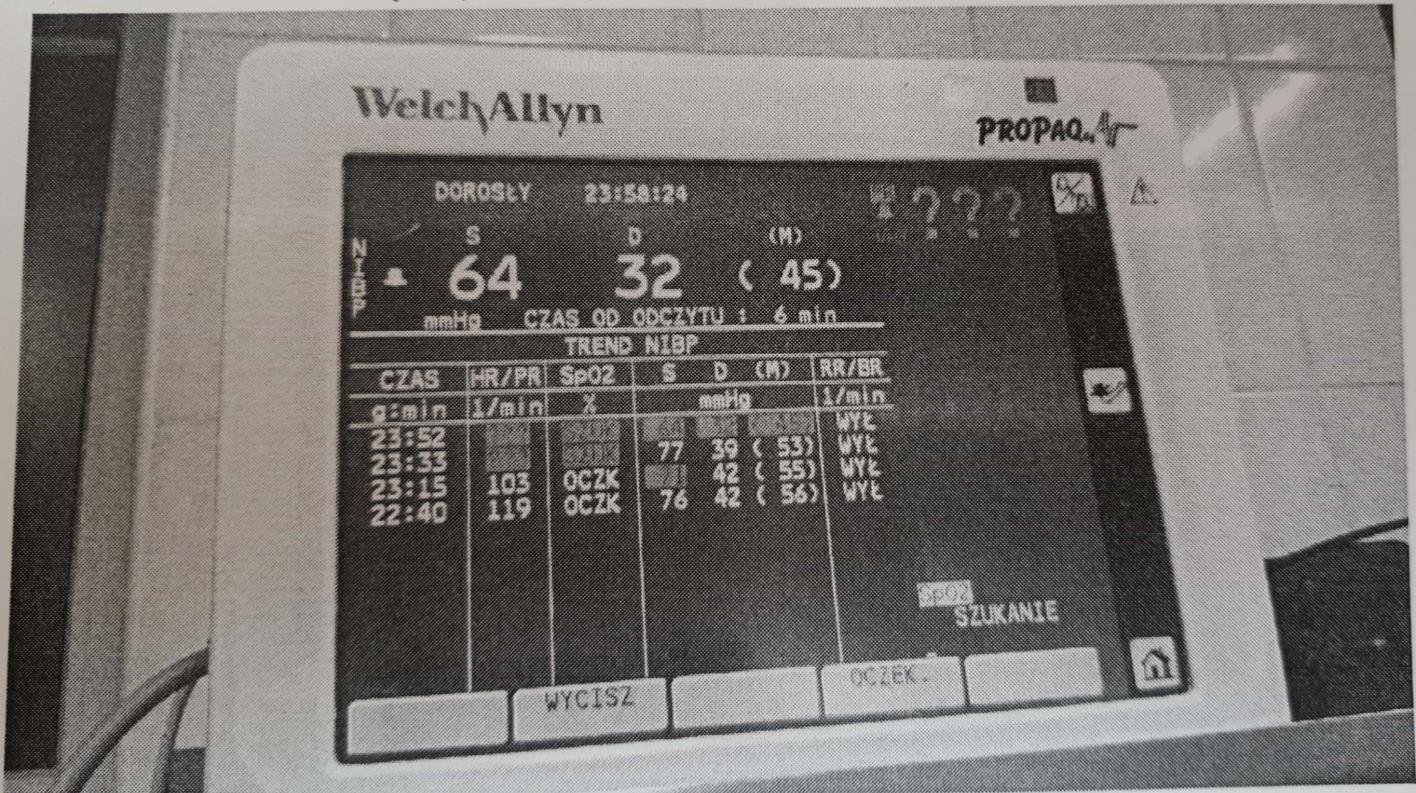 WelchAllyn
PROPAQ
DOROSŁY 23:58:24
S D (M)
NIBP 64 32 ( 45)
mmHg CZAS OD ODCZYTU : 6 min
TREND NIBP
CZAS HR/PR SpO2 S D (M) RR/BR
g:min 1/min % mmHg 1/min
23:52 WYŁ
23:33 77 39 ( 53) WYŁ
23:15 103 OCZK 42 ( 55) WYŁ
22:40 119 OCZK 76 42 ( 56) WYŁ
SpO2
SZUKANIE
WYCISZ OCZEK.